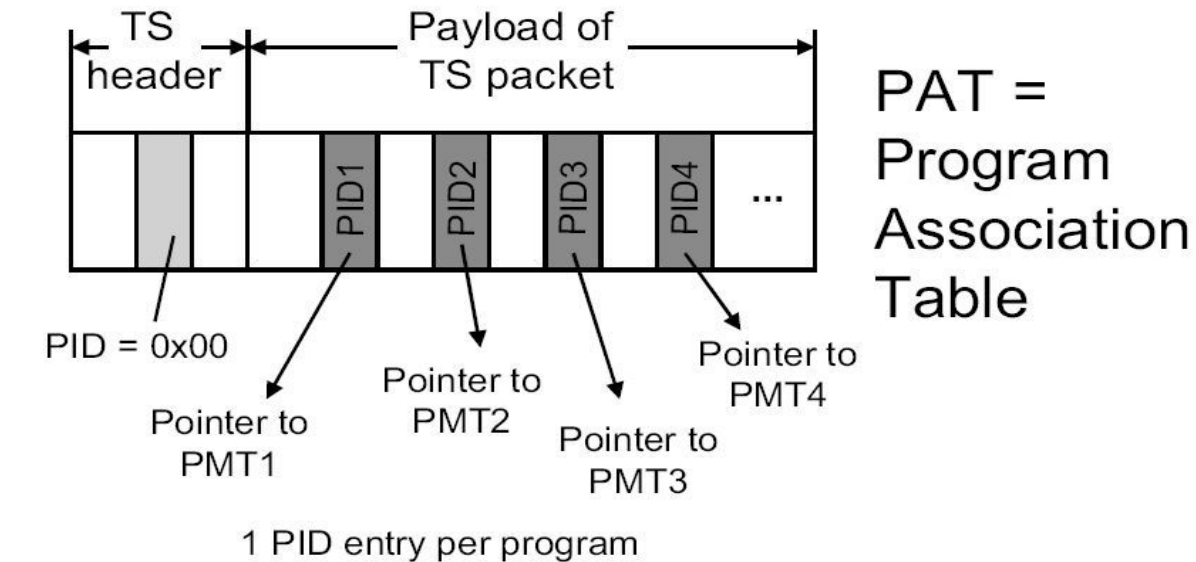 TS
header
Payload of
TS packet
PID1
PID2
PID3
PID4
...
PID = 0x00
Pointer to
PMT1
Pointer to
PMT2
Pointer to
PMT3
Pointer to
PMT4
1 PID entry per program
PAT =
Program
Association
Table